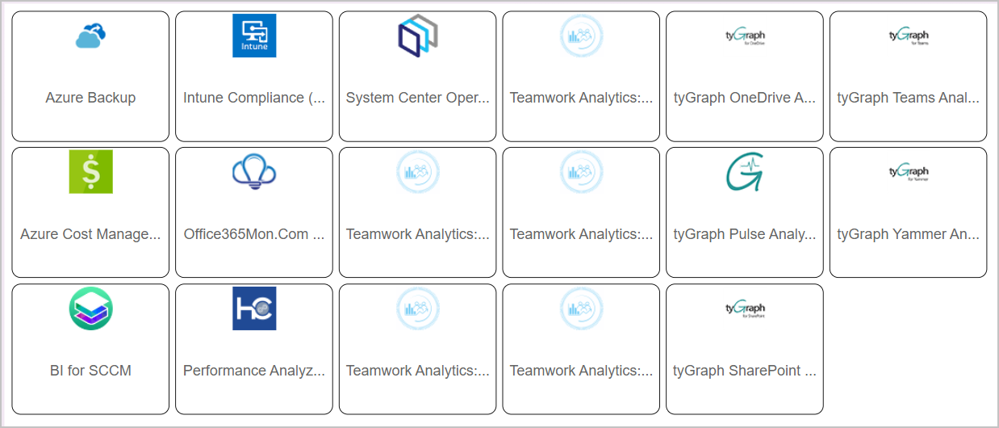 Intune
tyGraph
for OneDrive
tyGraph
for Teams
Azure Backup
Intune Compliance (...
System Center Oper...
Teamwork Analytics:...
tyGraph OneDrive A...
tyGraph Teams Anal...
$
tyGraph
for Yammer
Azure Cost Manage...
Office365Mon.Com ...
Teamwork Analytics:...
Teamwork Analytics:...
tyGraph Pulse Analy...
tyGraph Yammer An...
HC
tyGraph
for SharePoint
BI for SCCM
Performance Analyz...
Teamwork Analytics:...
Teamwork Analytics:...
tyGraph SharePoint ...